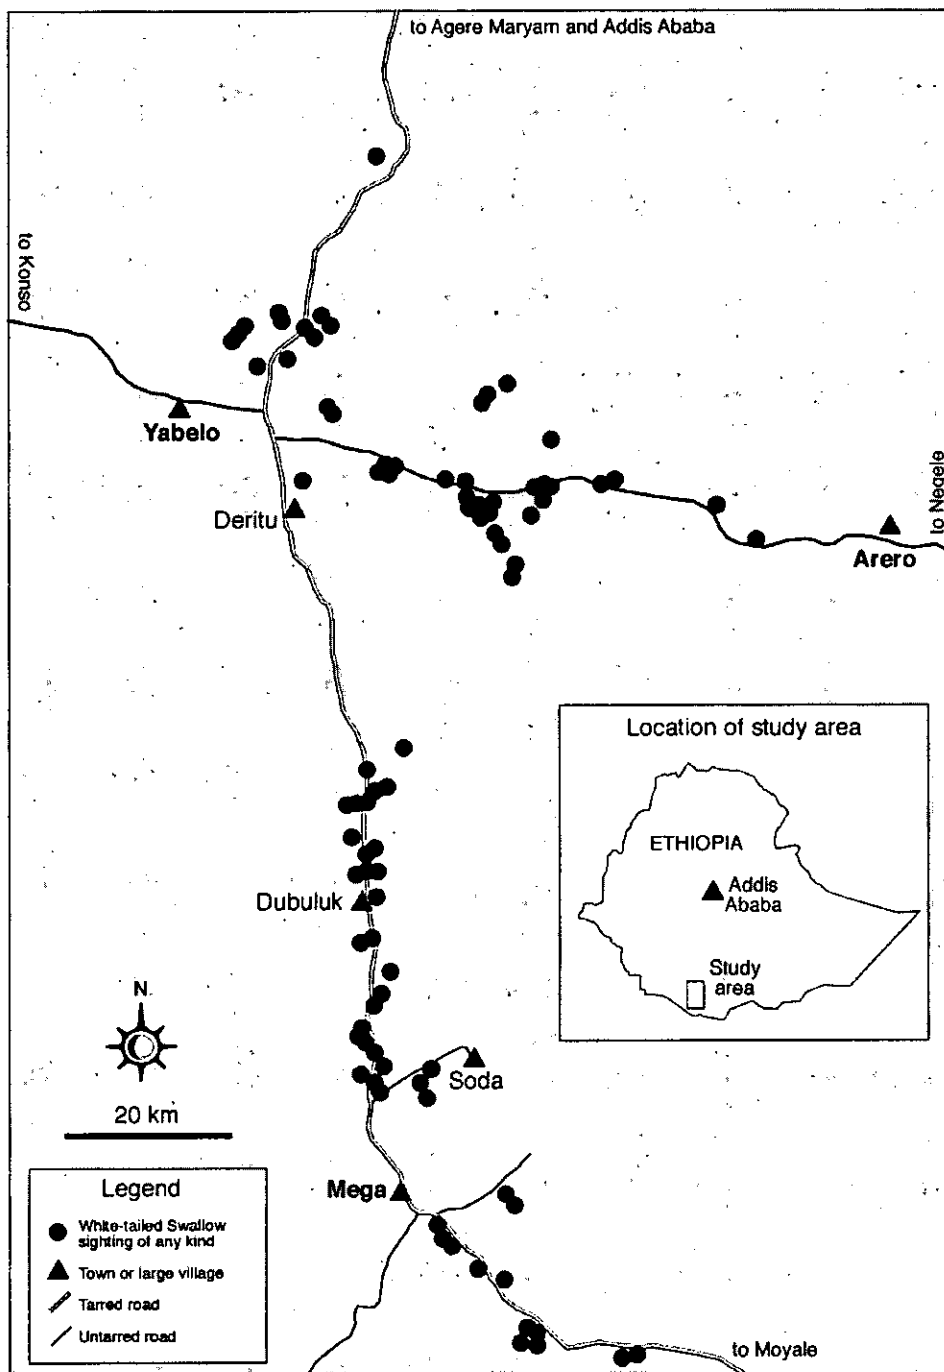 to Agere Maryam and Addis Ababa
to Konso
Yabelo
Deritu
to Negele
Arero
Location of study area
ETHIOPIA
Addis
Ababa
Study
area
Dubuluk
N
Soda
20 km
Mega
Legend
White-tailed Swallow
sighting of any kind
Town or large village
Tarred road
Untarred road
to Moyale